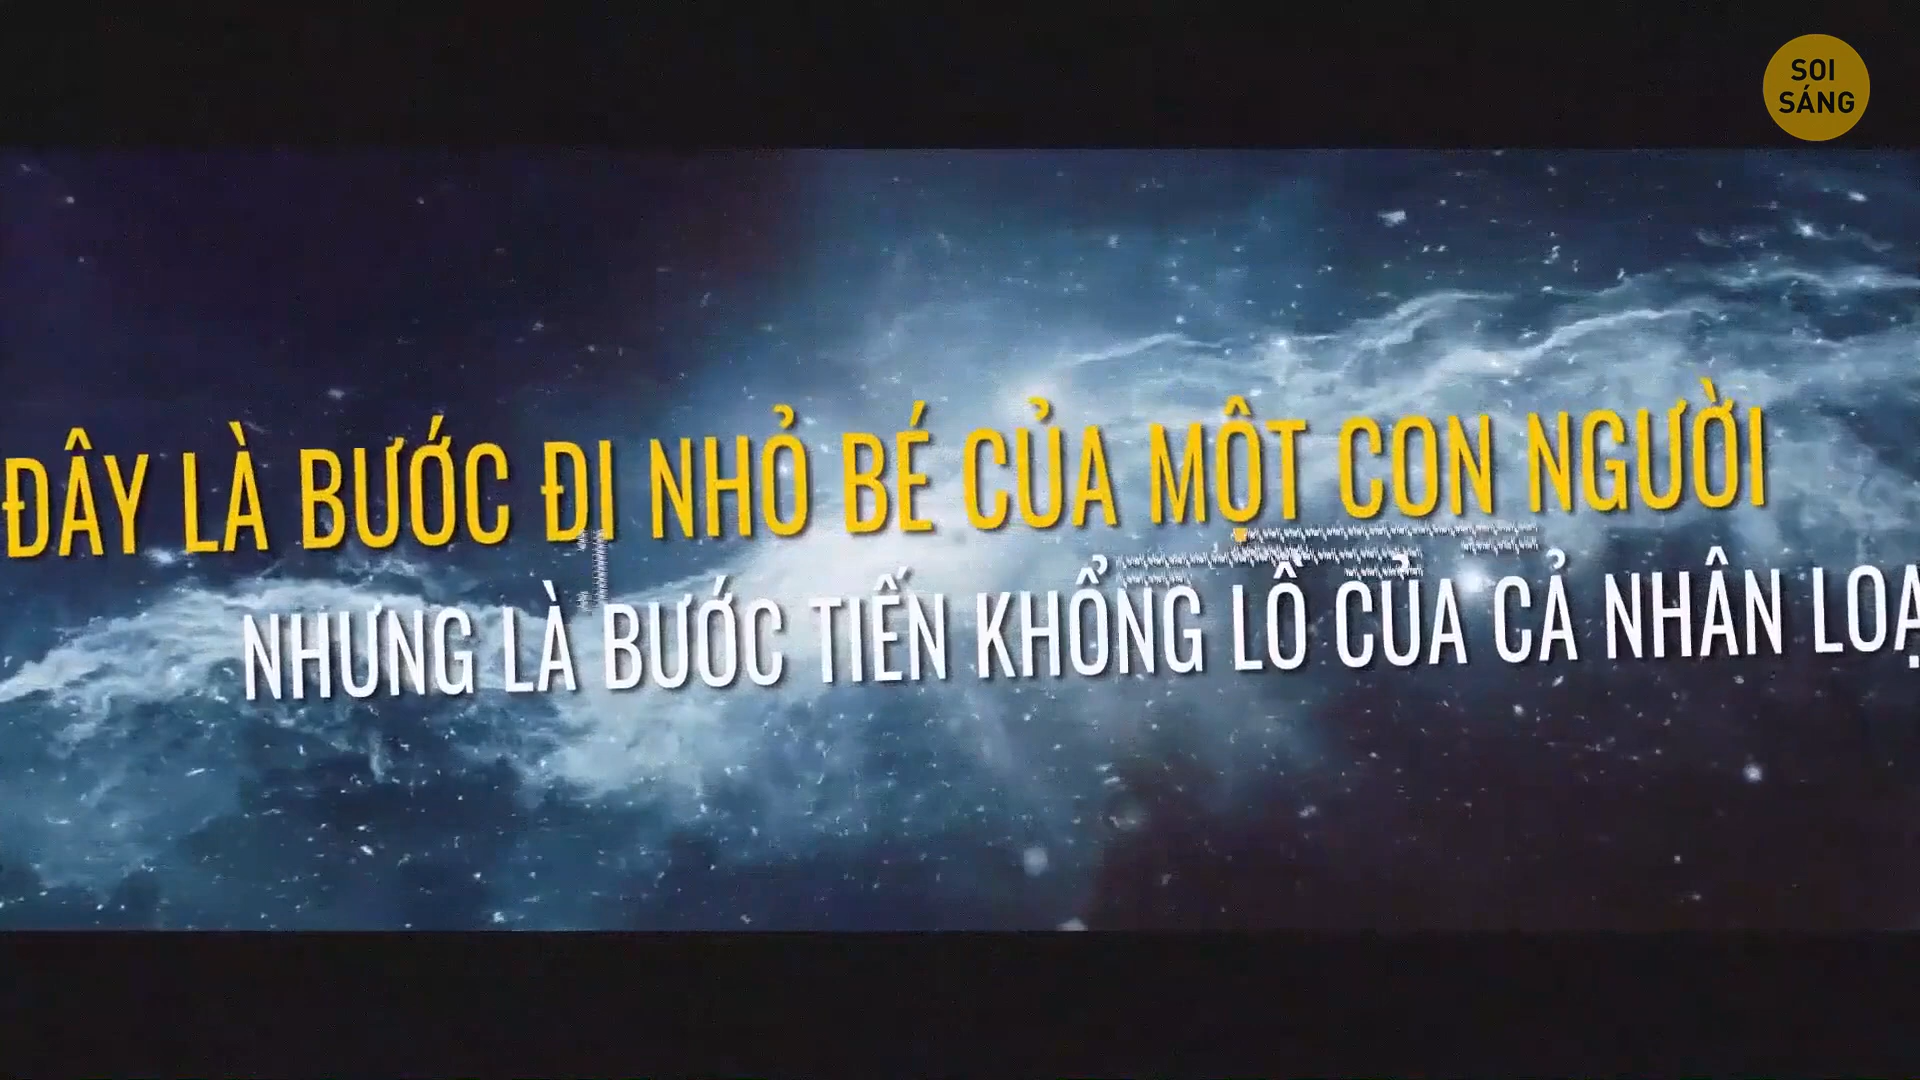 SOI
SÁNG
ĐÂY LÀ BƯỚC ĐI NHỎ BÉ CỦA MỘT CON NGƯỜI
NHƯNG LÀ BƯỚC TIẾN KHỔNG LỒ CỦA CẢ NHÂN LOẠ